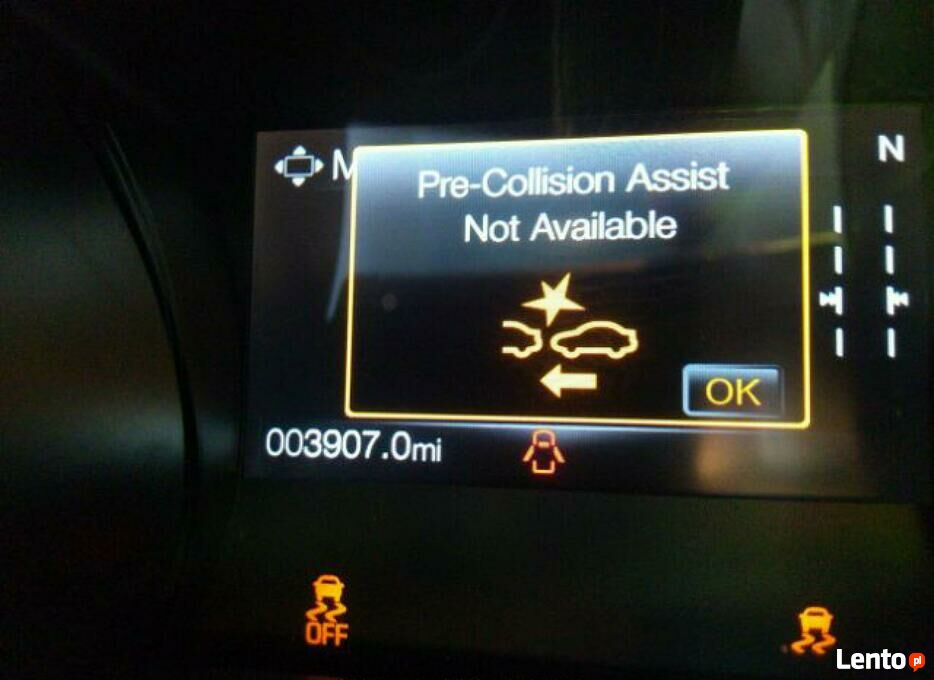 M
N
Pre-Collision Assist
Not Available
OK
003907.0mi
OFF
Lento pl